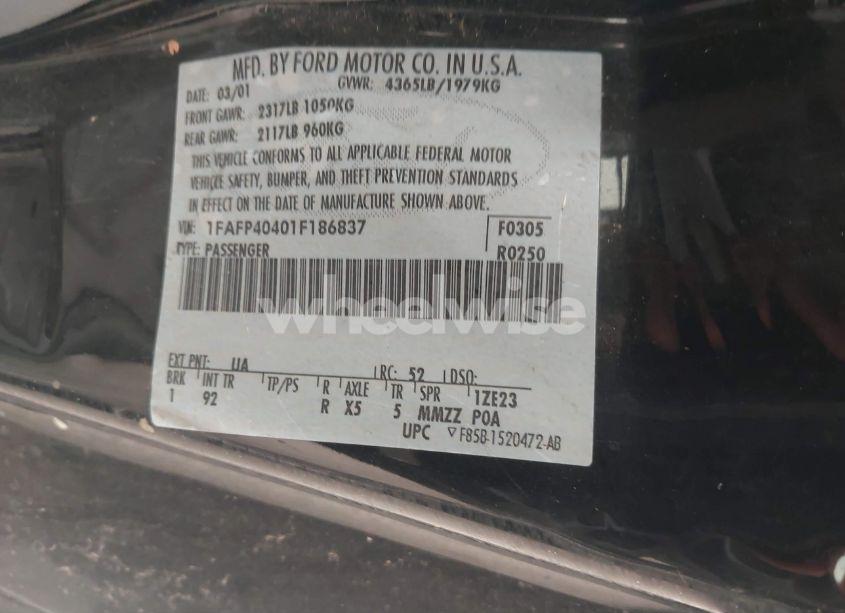 MFD. BY FORD MOTOR CO. IN U.S.A.
DATE: 03/01 GVWR: 4365LB/1979KG
FRONT GAWR: 2317LB 1050KG
REAR GAWR: 2117LB 960KG
THIS VEHICLE CONFORMS TO ALL APPLICABLE FEDERAL MOTOR
VEHICLE SAFETY, BUMPER, AND THEFT PREVENTION STANDARDS
IN EFFECT ON THE DATE OF MANUFACTURE SHOWN ABOVE.
VIN: 1FAFP40401F186837 F0305
TYPE: PASSENGER R0250
wheelwise
EXT PNT: UA RC: 52 DSO:
BRK INT TR TP/PS R AXLE TR SPR 1ZE23
1 92 R X5 5 MMZZ POA
UPC F85B-1520472-AB